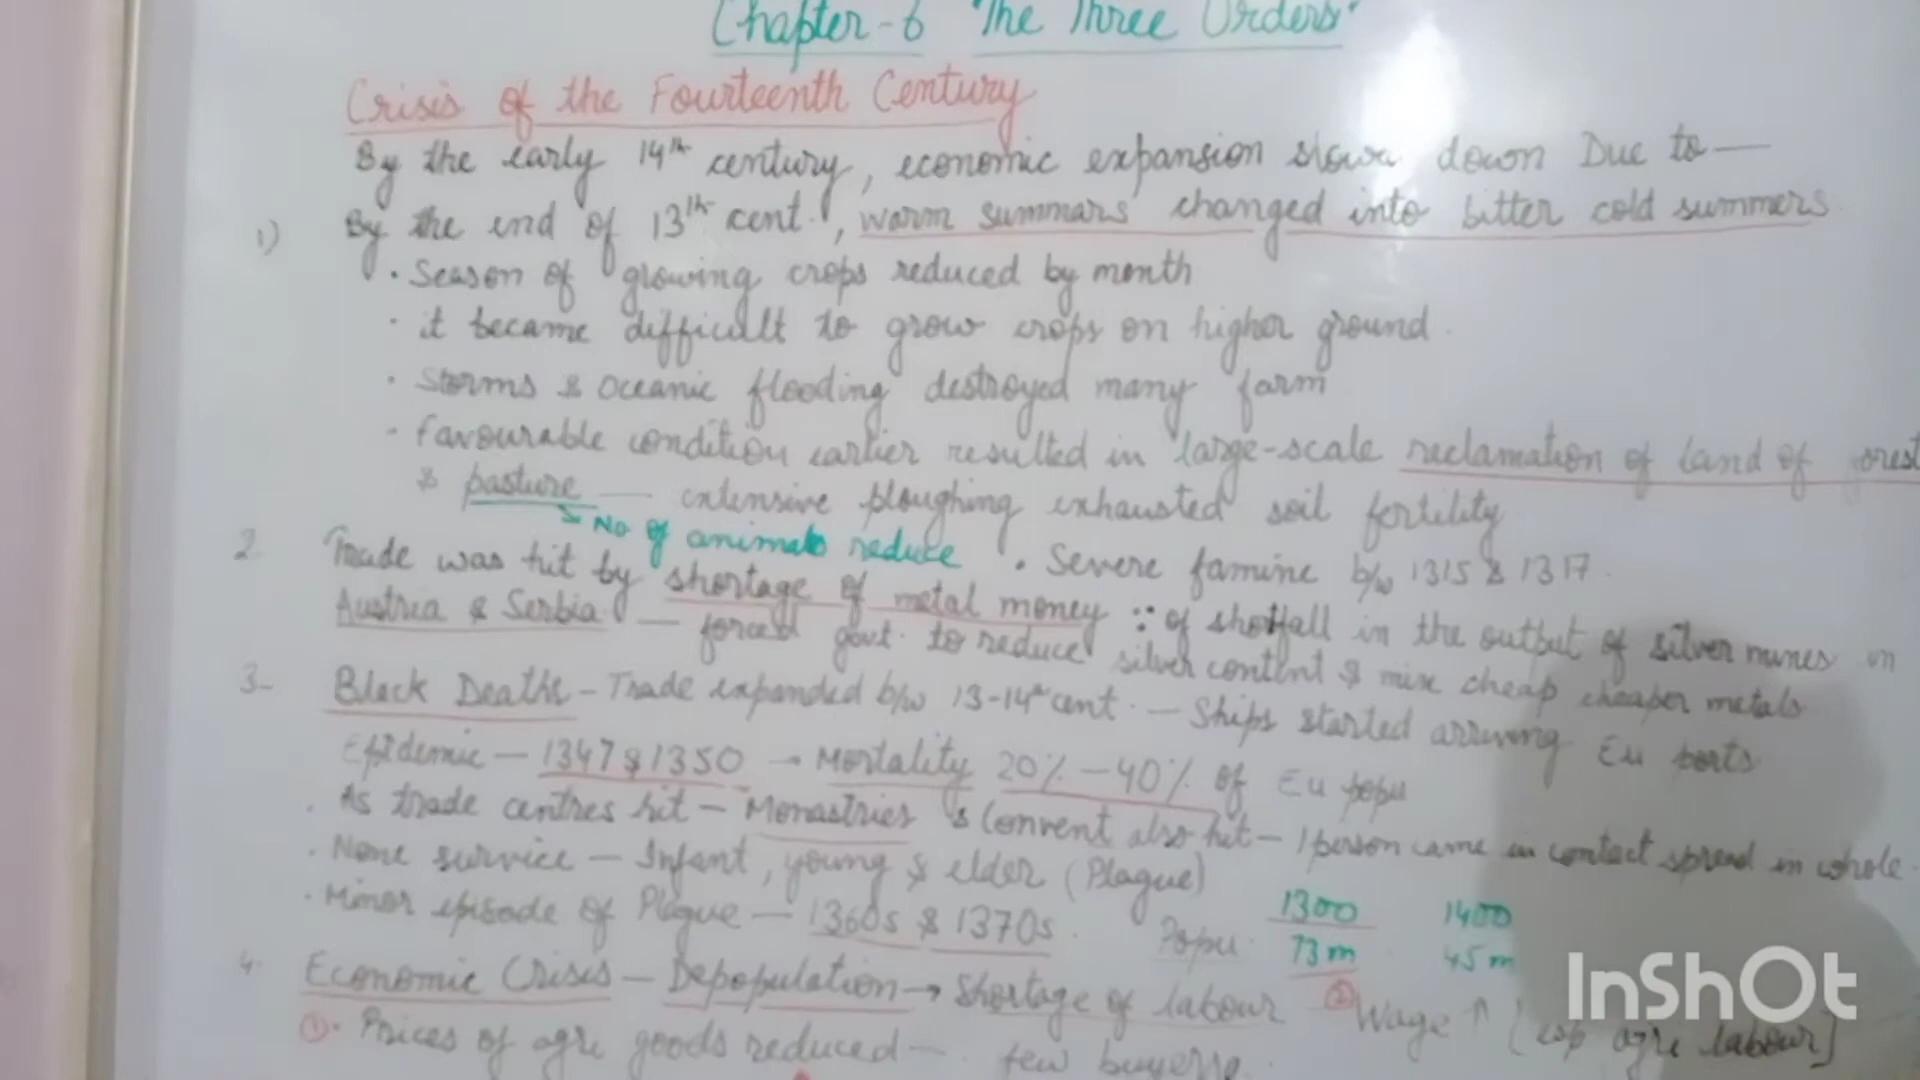 Chapter-6 "The Three Orders"
Crisis of the Fourteenth Century
By the early 14th century, economic expansion slowed down Due to —
1) By the end of 13th cent., warm summars changed into bitter cold summers
· Season of growing crops reduced by month
· it became difficult to grow crops on higher ground.
· Storms & Oceanic flooding destroyed many farm
- favourable condition earlier resulted in large-scale reclamation of land of forest
& pasture — extensive ploughing exhausted soil fertility
↘ No of animals reduce · Severe famine b/w 1315 & 1317.
2. Trade was hit by shortage of metal money ∵ of shortfall in the output of silver mines in
Austria & Serbia — forced govt. to reduce silver content & mix cheap cheaper metals
3- Black Death - Trade expanded b/w 13-14th cent. — Ships started arriving Eu ports
Epidemic — 1347 & 1350 → Mortality 20% - 40% of Eu popu
. As trade centres hit — Monastries & Convent also hit — 1 person came in contact spread in whole.
. None survice — Infant, young & elder (Plague)
. Minor episode of Plague — 1360s & 1370s. Popu. 1300 1400
73m 45m
4. Economic Crisis — Depopulation → Shortage of labour ② Wage ↑ [esp agri labour]
①. Prices of agri goods reduced — few buyers.
InShOt